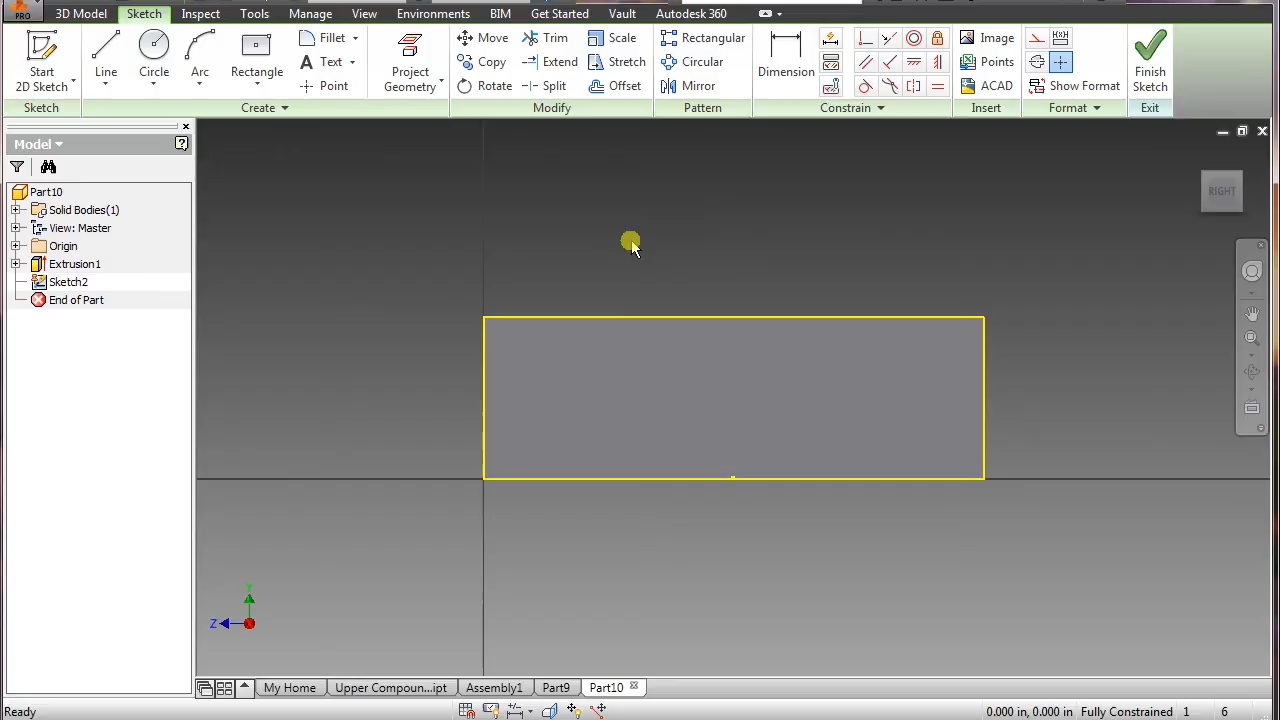 PRO
3D Model Sketch Inspect Tools Manage View Environments BIM Get Started Vault Autodesk 360
Start
2D Sketch
Line
Circle
Arc
Rectangle
Fillet
Text
Point
Project
Geometry
Move
Copy
Rotate
Trim
Extend
Split
Scale
Stretch
Offset
Rectangular
Circular
Mirror
Dimension
Image
Points
ACAD
Show Format
Finish
Sketch
Sketch Create Modify Pattern Constrain Insert Format Exit
Model
Part10
Solid Bodies(1)
View: Master
Origin
Extrusion1
Sketch2
End of Part
RIGHT
Y
Z
My Home Upper Compoun...ipt Assembly1 Part9 Part10
Ready 0.000 in, 0.000 in Fully Constrained 1 6